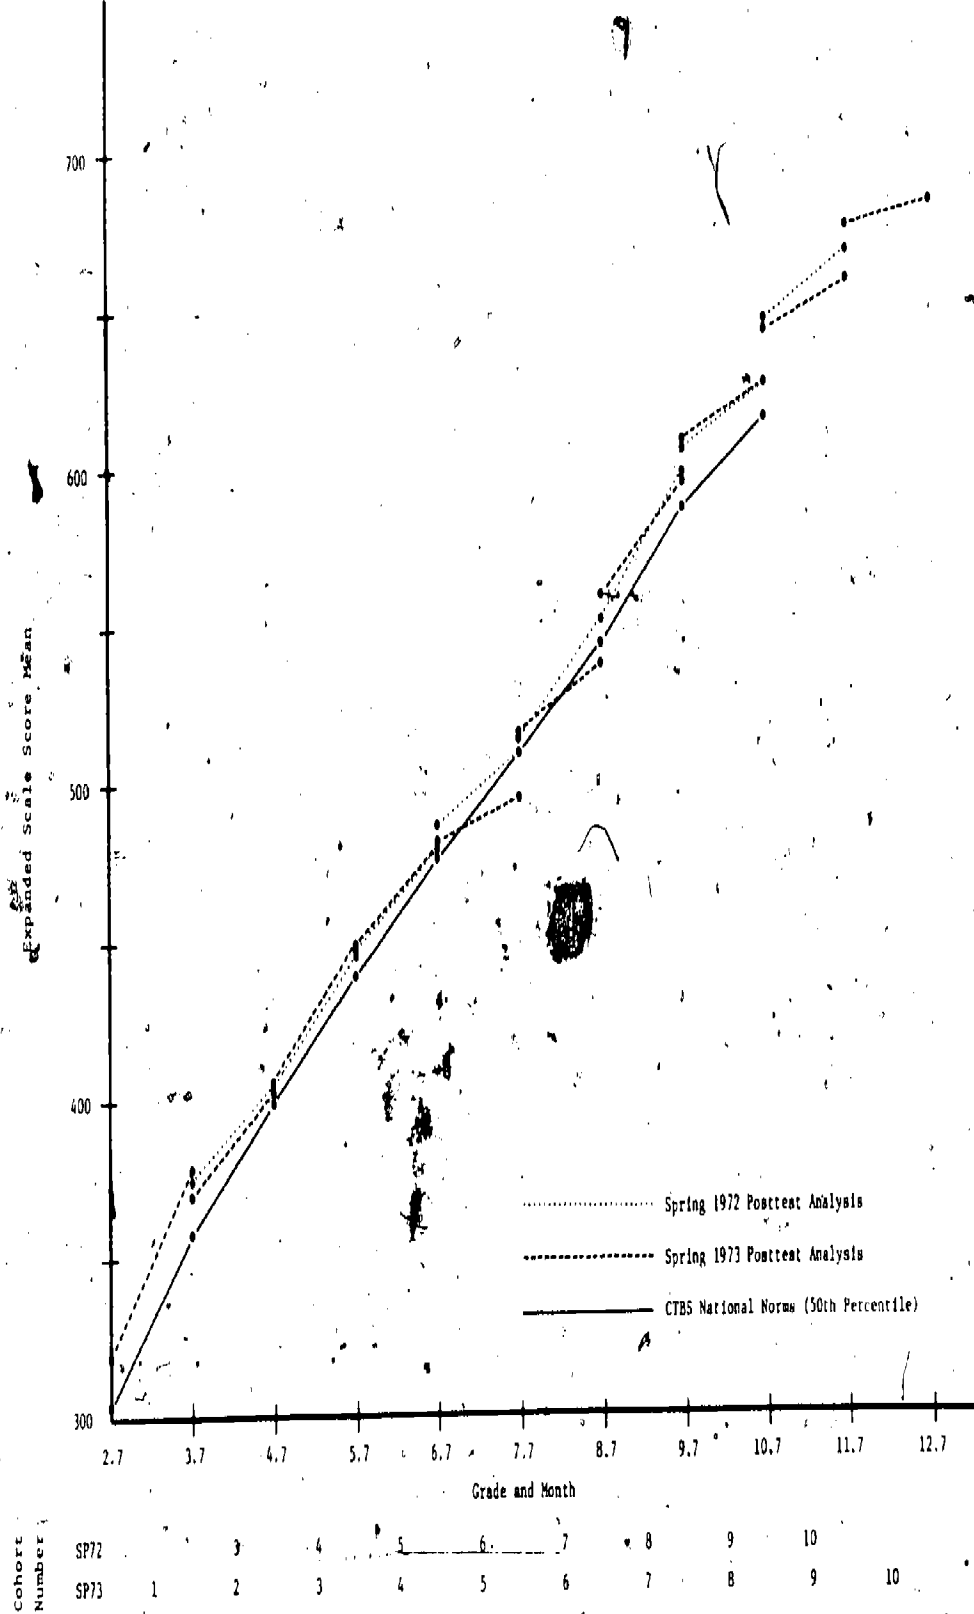 700
600
500
400
300
Expanded Scale Score Mean
Spring 1972 Posttest Analysis
Spring 1973 Posttest Analysis
CTBS National Norms (50th Percentile)
2.7 3.7 4.7 5.7 6.7 7.7 8.7 9.7 10.7 11.7 12.7
Grade and Month
Cohort
Number
SP72 3 4 5 6 7 8 9 10
SP73 1 2 3 4 5 6 7 8 9 10